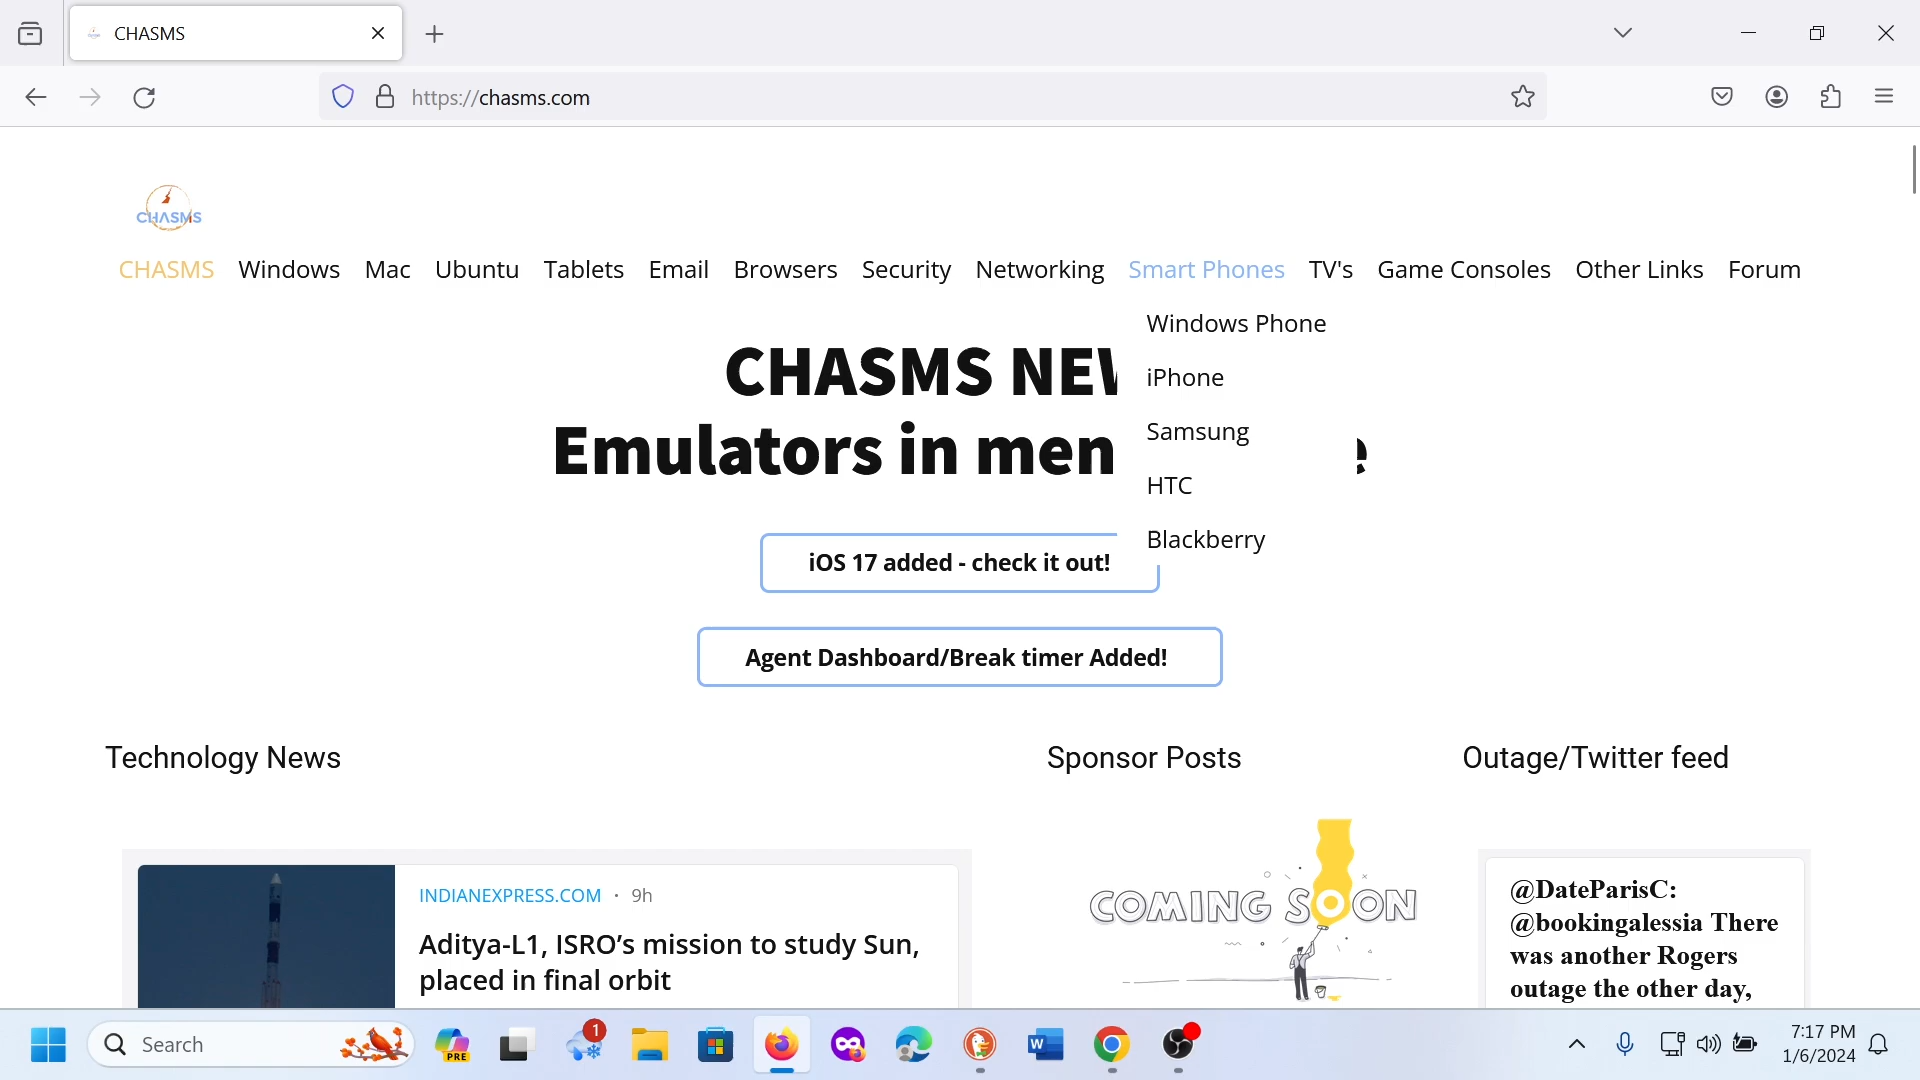 CHASMS
https://chasms.com
CHASMS
CHASMS Windows Mac Ubuntu Tablets Email Browsers Security Networking Smart Phones TV's Game Consoles Other Links Forum
Windows Phone
iPhone
Samsung
HTC
Blackberry
CHASMS
Emulators in
iOS 17 added - check it out!
Agent Dashboard/Break timer Added!
Technology News
Sponsor Posts
Outage/Twitter feed
INDIANEXPRESS.COM · 9h
Aditya-L1, ISRO’s mission to study Sun,
placed in final orbit
COMING SOON
@DateParisC:
@bookingalessia There
was another Rogers
outage the other day,
Search
PRE
1
7:17 PM
1/6/2024